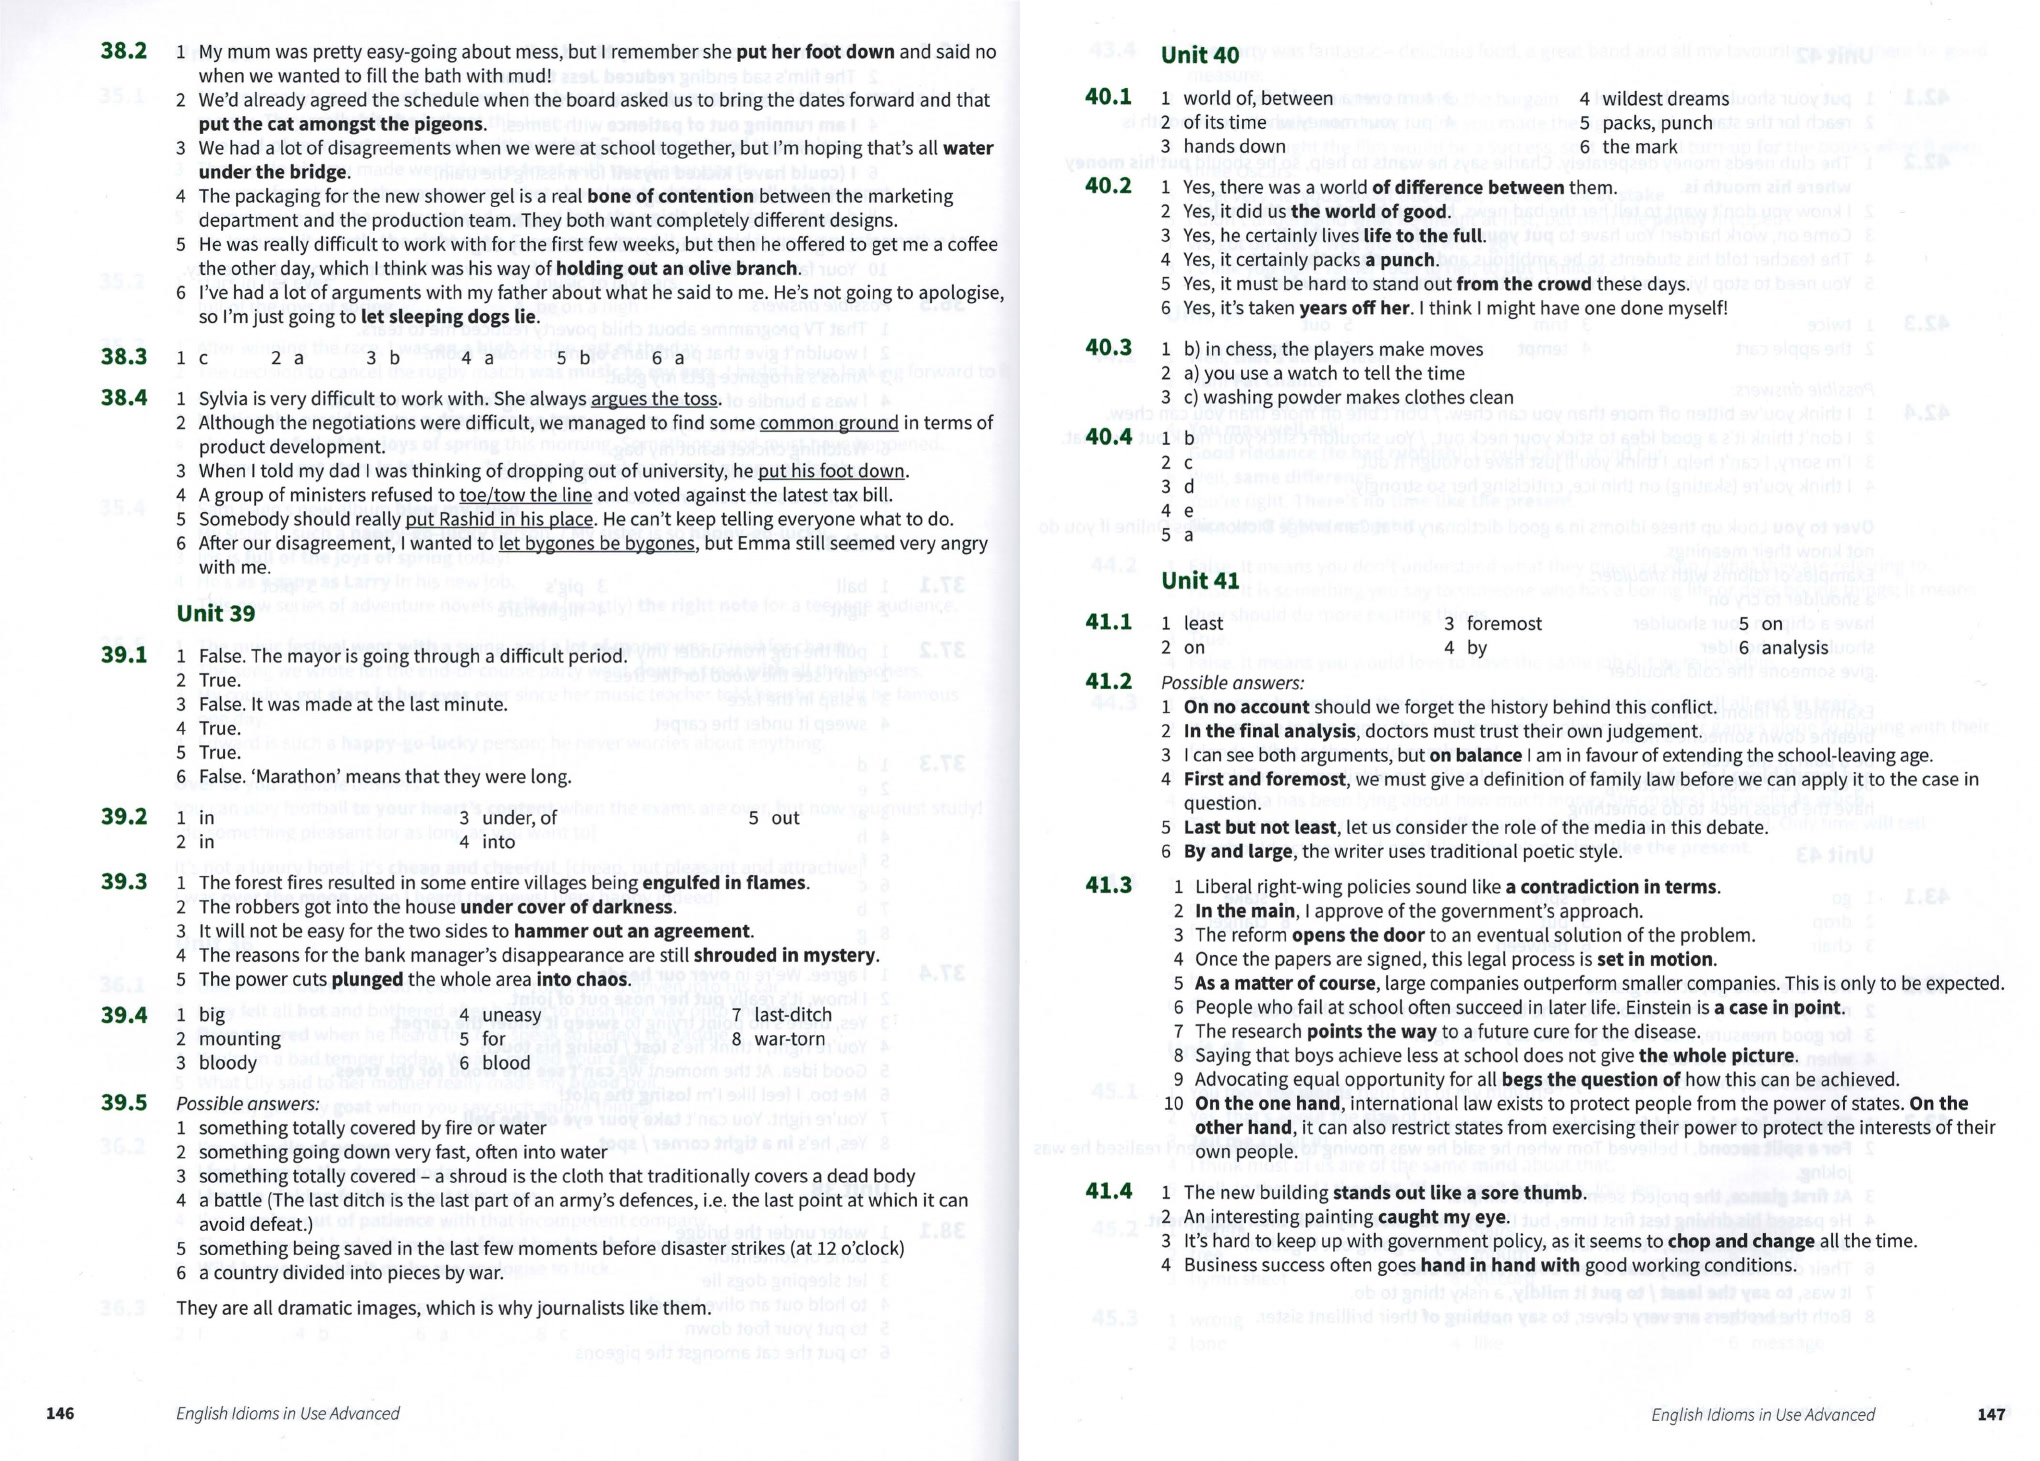 38.2 1 My mum was pretty easy-going about mess, but I remember she put her foot down and said no
when we wanted to fill the bath with mud!
2 We'd already agreed the schedule when the board asked us to bring the dates forward and that
put the cat amongst the pigeons.
3 We had a lot of disagreements when we were at school together, but I'm hoping that's all water
under the bridge.
4 The packaging for the new shower gel is a real bone of contention between the marketing
department and the production team. They both want completely different designs.
5 He was really difficult to work with for the first few weeks, but then he offered to get me a coffee
the other day, which I think was his way of holding out an olive branch.
6 I've had a lot of arguments with my father about what he said to me. He's not going to apologise,
so I'm just going to let sleeping dogs lie.
38.3 1 c 2 a 3 b 4 a 5 b 6 a
38.4 1 Sylvia is very difficult to work with. She always argues the toss.
2 Although the negotiations were difficult, we managed to find some common ground in terms of
product development.
3 When I told my dad I was thinking of dropping out of university, he put his foot down.
4 A group of ministers refused to toe/tow the line and voted against the latest tax bill.
5 Somebody should really put Rashid in his place. He can't keep telling everyone what to do.
6 After our disagreement, I wanted to let bygones be bygones, but Emma still seemed very angry
with me.
Unit 39
39.1 1 False. The mayor is going through a difficult period.
2 True.
3 False. It was made at the last minute.
4 True.
5 True.
6 False. 'Marathon' means that they were long.
39.2 1 in 3 under, of 5 out
2 in 4 into
39.3 1 The forest fires resulted in some entire villages being engulfed in flames.
2 The robbers got into the house under cover of darkness.
3 It will not be easy for the two sides to hammer out an agreement.
4 The reasons for the bank manager's disappearance are still shrouded in mystery.
5 The power cuts plunged the whole area into chaos.
39.4 1 big 4 uneasy 7 last-ditch
2 mounting 5 for 8 war-torn
3 bloody 6 blood
39.5 Possible answers:
1 something totally covered by fire or water
2 something going down very fast, often into water
3 something totally covered – a shroud is the cloth that traditionally covers a dead body
4 a battle (The last ditch is the last part of an army's defences, i.e. the last point at which it can
avoid defeat.)
5 something being saved in the last few moments before disaster strikes (at 12 o'clock)
6 a country divided into pieces by war.
They are all dramatic images, which is why journalists like them.
146 English Idioms in Use Advanced
Unit 40
40.1 1 world of, between 4 wildest dreams
2 of its time 5 packs, punch
3 hands down 6 the mark
40.2 1 Yes, there was a world of difference between them.
2 Yes, it did us the world of good.
3 Yes, he certainly lives life to the full.
4 Yes, it certainly packs a punch.
5 Yes, it must be hard to stand out from the crowd these days.
6 Yes, it's taken years off her. I think I might have one done myself!
40.3 1 b) in chess, the players make moves
2 a) you use a watch to tell the time
3 c) washing powder makes clothes clean
40.4 1 b
2 c
3 d
4 e
5 a
Unit 41
41.1 1 least 3 foremost 5 on
2 on 4 by 6 analysis
41.2 Possible answers:
1 On no account should we forget the history behind this conflict.
2 In the final analysis, doctors must trust their own judgement.
3 I can see both arguments, but on balance I am in favour of extending the school-leaving age.
4 First and foremost, we must give a definition of family law before we can apply it to the case in
question.
5 Last but not least, let us consider the role of the media in this debate.
6 By and large, the writer uses traditional poetic style.
41.3 1 Liberal right-wing policies sound like a contradiction in terms.
2 In the main, I approve of the government's approach.
3 The reform opens the door to an eventual solution of the problem.
4 Once the papers are signed, this legal process is set in motion.
5 As a matter of course, large companies outperform smaller companies. This is only to be expected.
6 People who fail at school often succeed in later life. Einstein is a case in point.
7 The research points the way to a future cure for the disease.
8 Saying that boys achieve less at school does not give the whole picture.
9 Advocating equal opportunity for all begs the question of how this can be achieved.
10 On the one hand, international law exists to protect people from the power of states. On the
other hand, it can also restrict states from exercising their power to protect the interests of their
own people.
41.4 1 The new building stands out like a sore thumb.
2 An interesting painting caught my eye.
3 It's hard to keep up with government policy, as it seems to chop and change all the time.
4 Business success often goes hand in hand with good working conditions.
English Idioms in Use Advanced 147